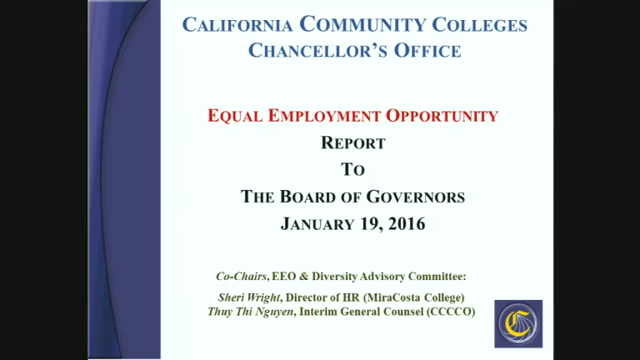 CALIFORNIA COMMUNITY COLLEGES
CHANCELLOR'S OFFICE
EQUAL EMPLOYMENT OPPORTUNITY
REPORT
TO
THE BOARD OF GOVERNORS
JANUARY 19, 2016
Co-Chairs, EEO & Diversity Advisory Committee:
Sheri Wright, Director of HR (MiraCosta College)
Thuy Thi Nguyen, Interim General Counsel (CCCCO)